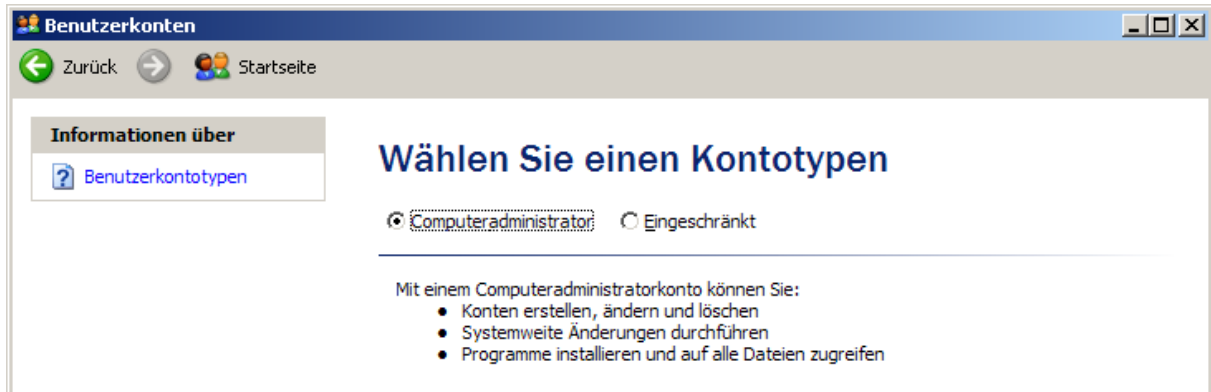 Benutzerkonten
Zurück
Startseite
Informationen über
Benutzerkontotypen
Wählen Sie einen Kontotypen
Computeradministrator
Eingeschränkt
Mit einem Computeradministratorkonto können Sie:
• Konten erstellen, ändern und löschen
• Systemweite Änderungen durchführen
• Programme installieren und auf alle Dateien zugreifen